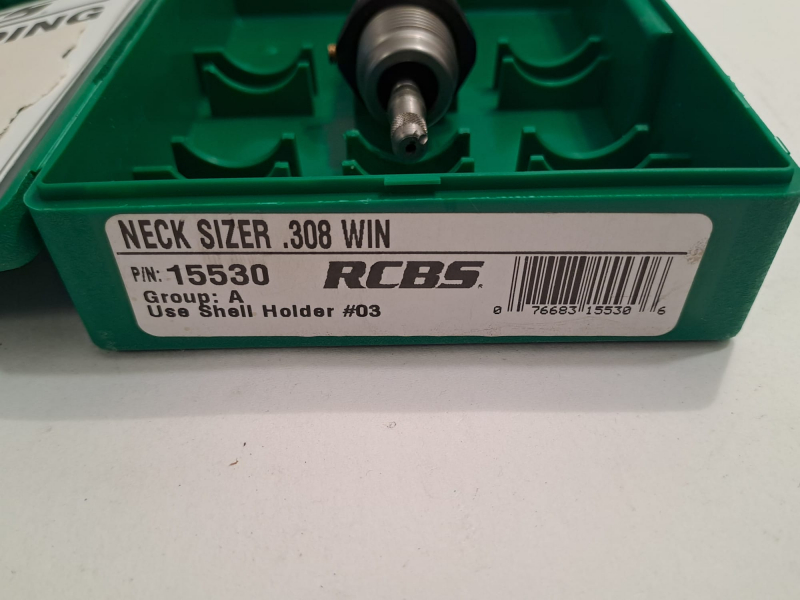 NECK SIZER .308 WIN
P/N: 15530
RCBS.
Group: A
Use Shell Holder #03
0 76683 15530 6